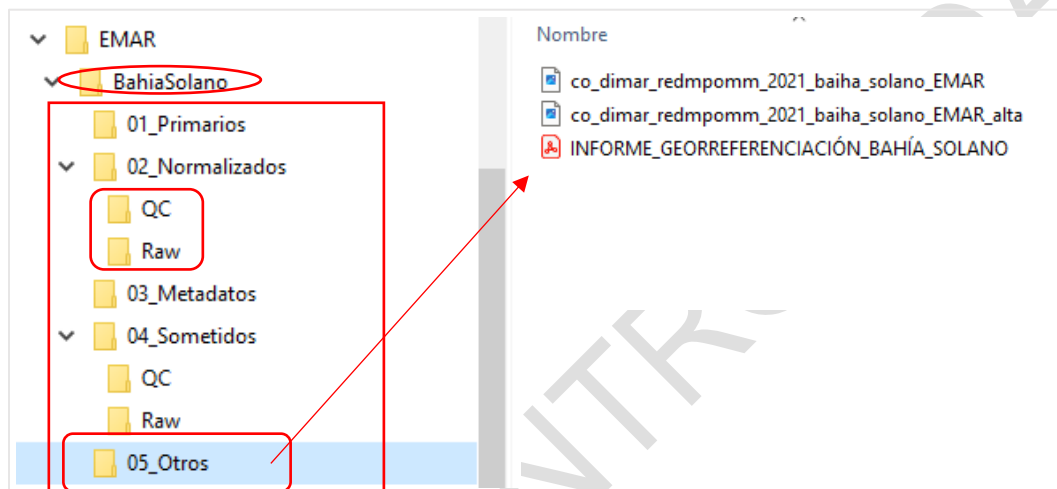 EMAR
BahiaSolano
01_Primarios
02_Normalizados
QC
Raw
03_Metadatos
04_Sometidos
QC
Raw
05_Otros
Nombre
co_dimar_redmpomm_2021_baiha_solano_EMAR
co_dimar_redmpomm_2021_baiha_solano_EMAR_alta
INFORME_GEORREFERENCIACIÓN_BAHÍA_SOLANO